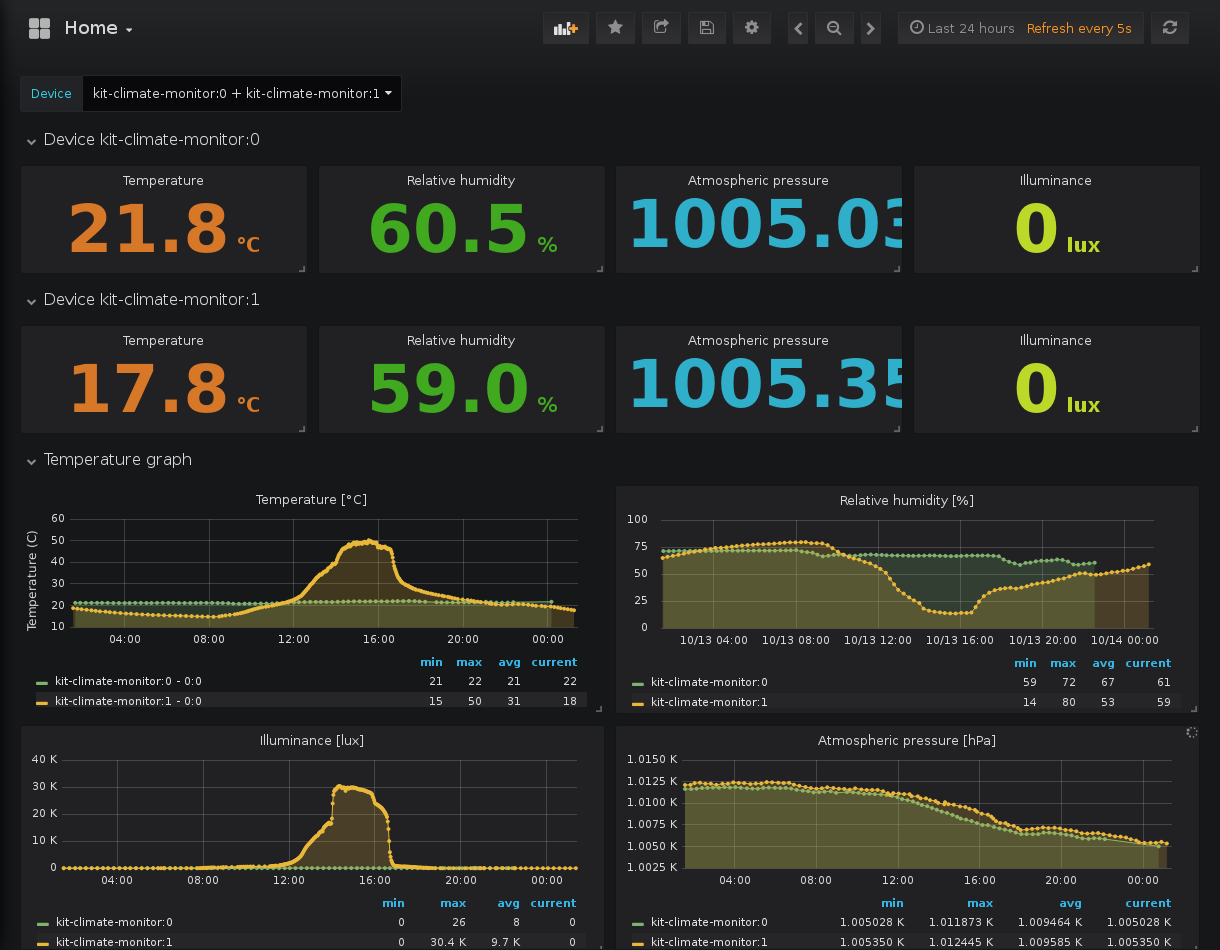 Home
Last 24 hours Refresh every 5s
Device kit-climate-monitor:0 + kit-climate-monitor:1
Device kit-climate-monitor:0
Temperature Relative humidity Atmospheric pressure Illuminance
21.8 °C 60.5 % 1005.03 0 lux
Device kit-climate-monitor:1
Temperature Relative humidity Atmospheric pressure Illuminance
17.8 °C 59.0 % 1005.35 0 lux
Temperature graph
Temperature [°C]
Temperature (C)
60
50
40
30
20
10
04:00 08:00 12:00 16:00 20:00 00:00
min max avg current
kit-climate-monitor:0 - 0:0 21 22 21 22
kit-climate-monitor:1 - 0:0 15 50 31 18
Relative humidity [%]
100
75
50
25
0
10/13 04:00 10/13 08:00 10/13 12:00 10/13 16:00 10/13 20:00 10/14 00:00
min max avg current
kit-climate-monitor:0 59 72 67 61
kit-climate-monitor:1 14 80 53 59
Illuminance [lux]
40 K
30 K
20 K
10 K
0
04:00 08:00 12:00 16:00 20:00 00:00
min max avg current
kit-climate-monitor:0 0 26 8 0
kit-climate-monitor:1 0 30.4 K 9.7 K 0
Atmospheric pressure [hPa]
1.0150 K
1.0125 K
1.0100 K
1.0075 K
1.0050 K
1.0025 K
04:00 08:00 12:00 16:00 20:00 00:00
min max avg current
kit-climate-monitor:0 1.005028 K 1.011873 K 1.009464 K 1.005028 K
kit-climate-monitor:1 1.005350 K 1.012445 K 1.009585 K 1.005350 K